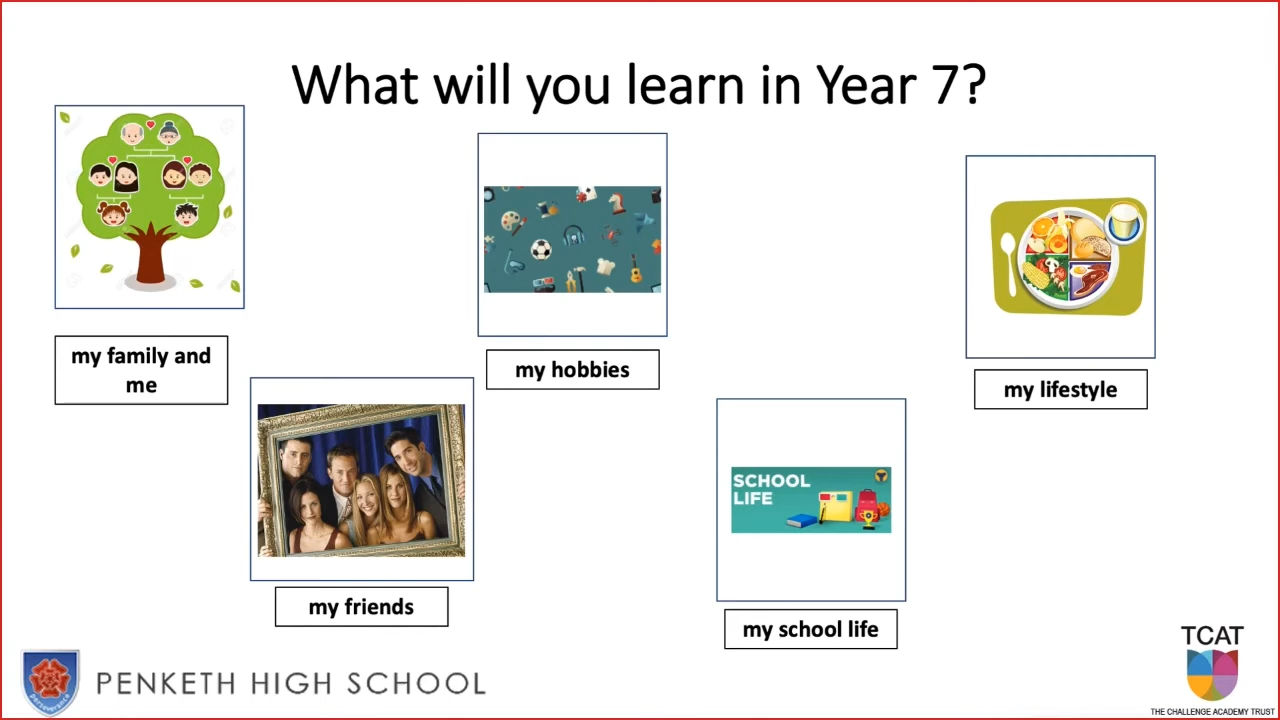 What will you learn in Year 7?
my family and
me
my hobbies
my lifestyle
my friends
SCHOOL
LIFE
my school life
perseverance
PENKETH HIGH SCHOOL
TCAT
THE CHALLENGE ACADEMY TRUST